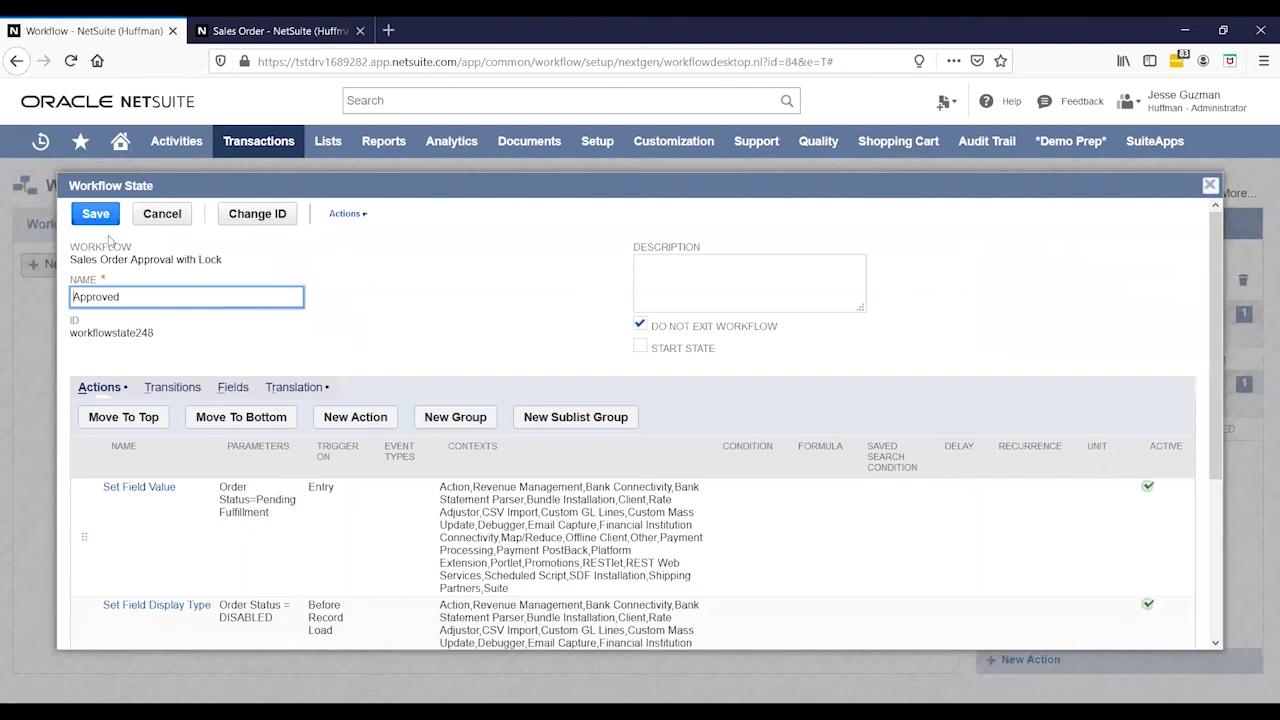 Workflow - NetSuite (Huffman)
Sales Order - NetSuite (Huffm
https://tstdrv1689282.app.netsuite.com/app/common/workflow/setup/nextgen/workflowdesktop.nl?id=84&e=T#
83
ORACLE NETSUITE
Search
Help
Feedback
Jesse Guzman
Huffman - Administrator
Activities
Transactions
Lists
Reports
Analytics
Documents
Setup
Customization
Support
Quality
Shopping Cart
Audit Trail
*Demo Prep*
SuiteApps
W
Workflow State
More...
Save
Cancel
Change ID
Actions
Work
WORKFLOW
Sales Order Approval with Lock
DESCRIPTION
+ Ne
NAME *
Approved
1
ID
workflowstate248
DO NOT EXIT WORKFLOW
START STATE
1
Actions •
Transitions
Fields
Translation •
Move To Top
Move To Bottom
New Action
New Group
New Sublist Group
NAME
PARAMETERS
TRIGGER ON
EVENT TYPES
CONTEXTS
CONDITION
FORMULA
SAVED SEARCH CONDITION
DELAY
RECURRENCE
UNIT
ACTIVE
Set Field Value
Order Status=Pending Fulfillment
Entry
Action,Revenue Management,Bank Connectivity,Bank
Statement Parser,Bundle Installation,Client,Rate
Adjustor,CSV Import,Custom GL Lines,Custom Mass
Update,Debugger,Email Capture,Financial Institution
Connectivity,Map/Reduce,Offline Client,Other,Payment
Processing,Payment PostBack,Platform
Extension,Portlet,Promotions,RESTlet,REST Web
Services,Scheduled Script,SDF Installation,Shipping
Partners,Suite
Set Field Display Type
Order Status = DISABLED
Before Record Load
Action,Revenue Management,Bank Connectivity,Bank
Statement Parser,Bundle Installation,Client,Rate
Adjustor,CSV Import,Custom GL Lines,Custom Mass
Update,Debugger,Email Capture,Financial Institution
+ New Action